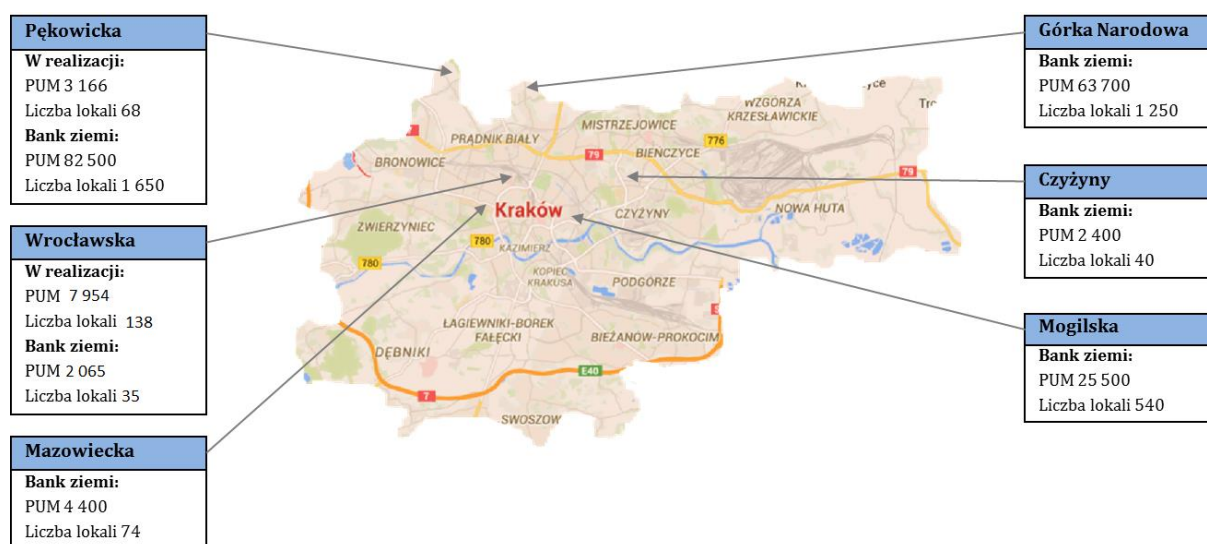 Pękowicka
W realizacji:
PUM 3 166
Liczba lokali 68
Bank ziemi:
PUM 82 500
Liczba lokali 1 650
Wrocławska
W realizacji:
PUM 7 954
Liczba lokali 138
Bank ziemi:
PUM 2 065
Liczba lokali 35
Mazowiecka
Bank ziemi:
PUM 4 400
Liczba lokali 74
Górka Narodowa
Bank ziemi:
PUM 63 700
Liczba lokali 1 250
Czyżyny
Bank ziemi:
PUM 2 400
Liczba lokali 40
Mogilska
Bank ziemi:
PUM 25 500
Liczba lokali 540
WZGÓRZA
KRZESŁAWICKIE
MISTRZEJOWICE
PRĄDNIK BIAŁY
776
79
BIEŃCZYCE
BRONOWICE
79
NOWA HUTA
Kraków
CZYŻYNY
ZWIERZYNIEC
780
KAZIMIERZ
780
KOPIEC
KRAKUSA
PODGÓRZE
ŁAGIEWNIKI-BOREK
FAŁĘCKI
BIEŻANÓW-PROKOCIM
DĘBNIKI
E40
7
SWOSZOW